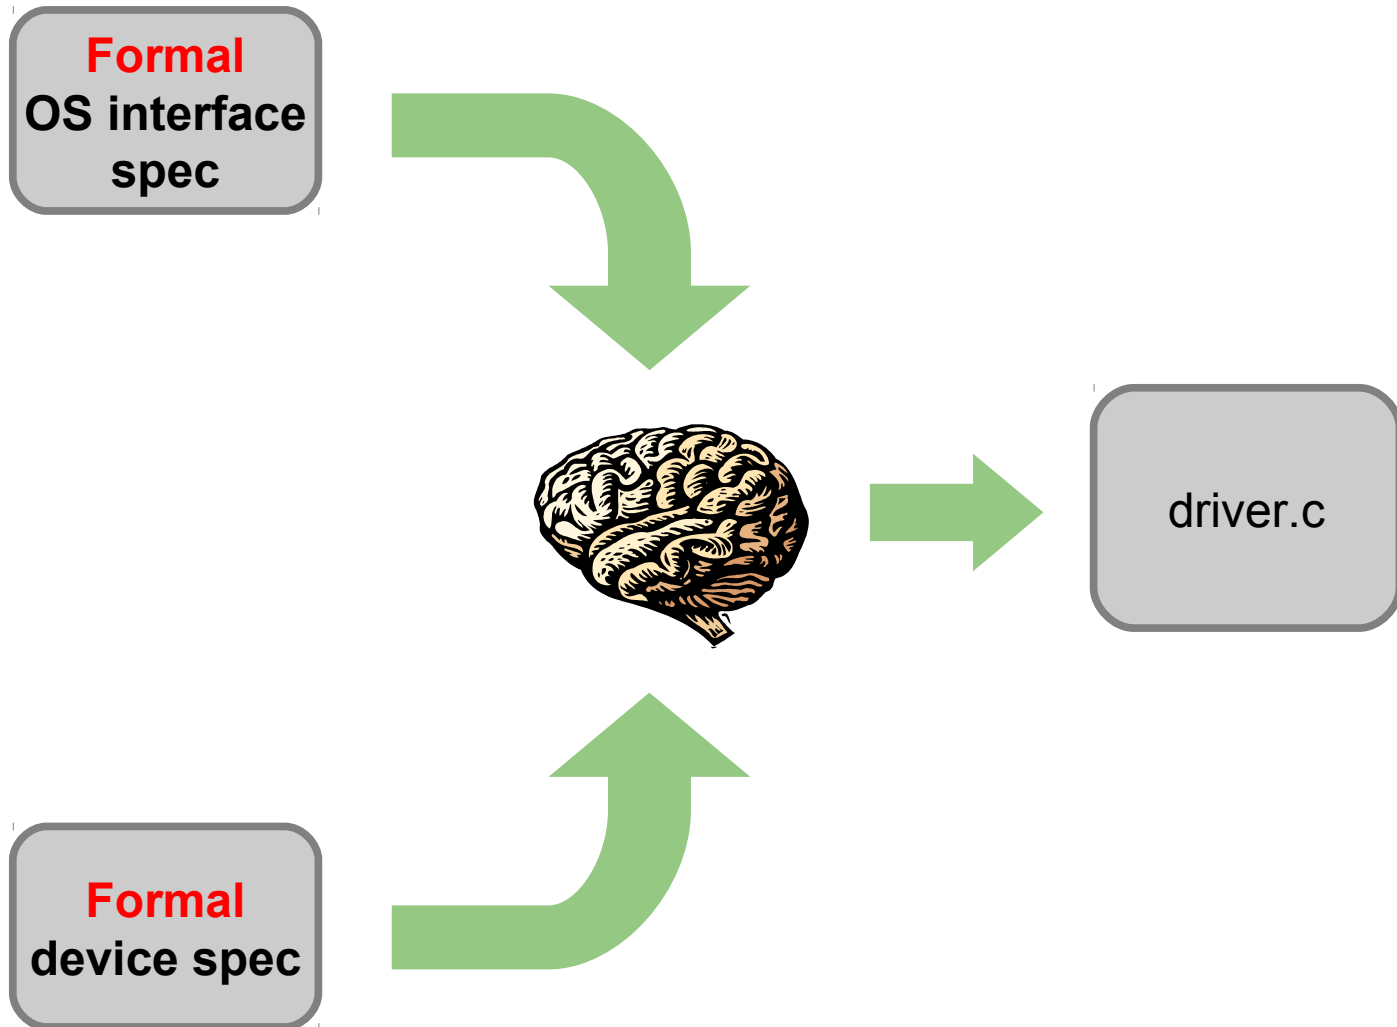 Formal
OS interface
spec
driver.c
Formal
device spec